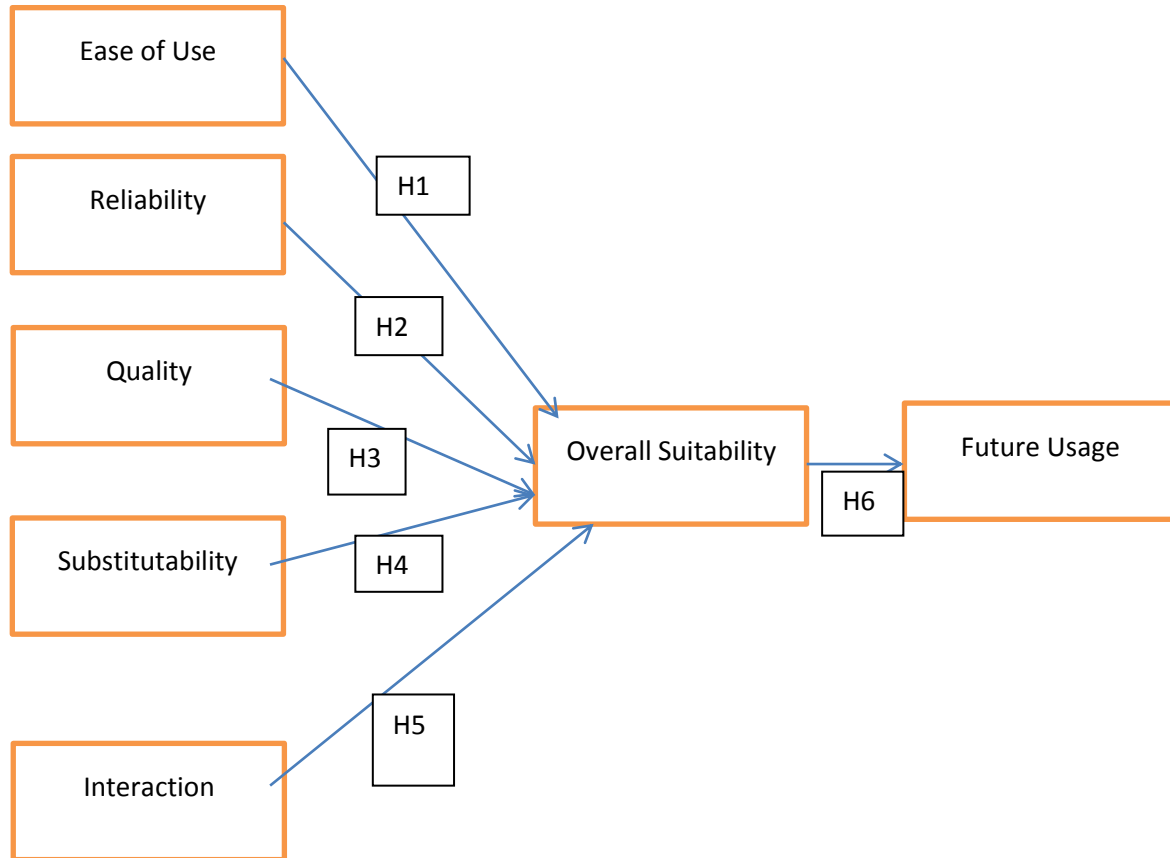 Ease of Use
H1
Reliability
H2
Quality
H3
Overall Suitability
Future Usage
H6
Substitutability
H4
H5
Interaction